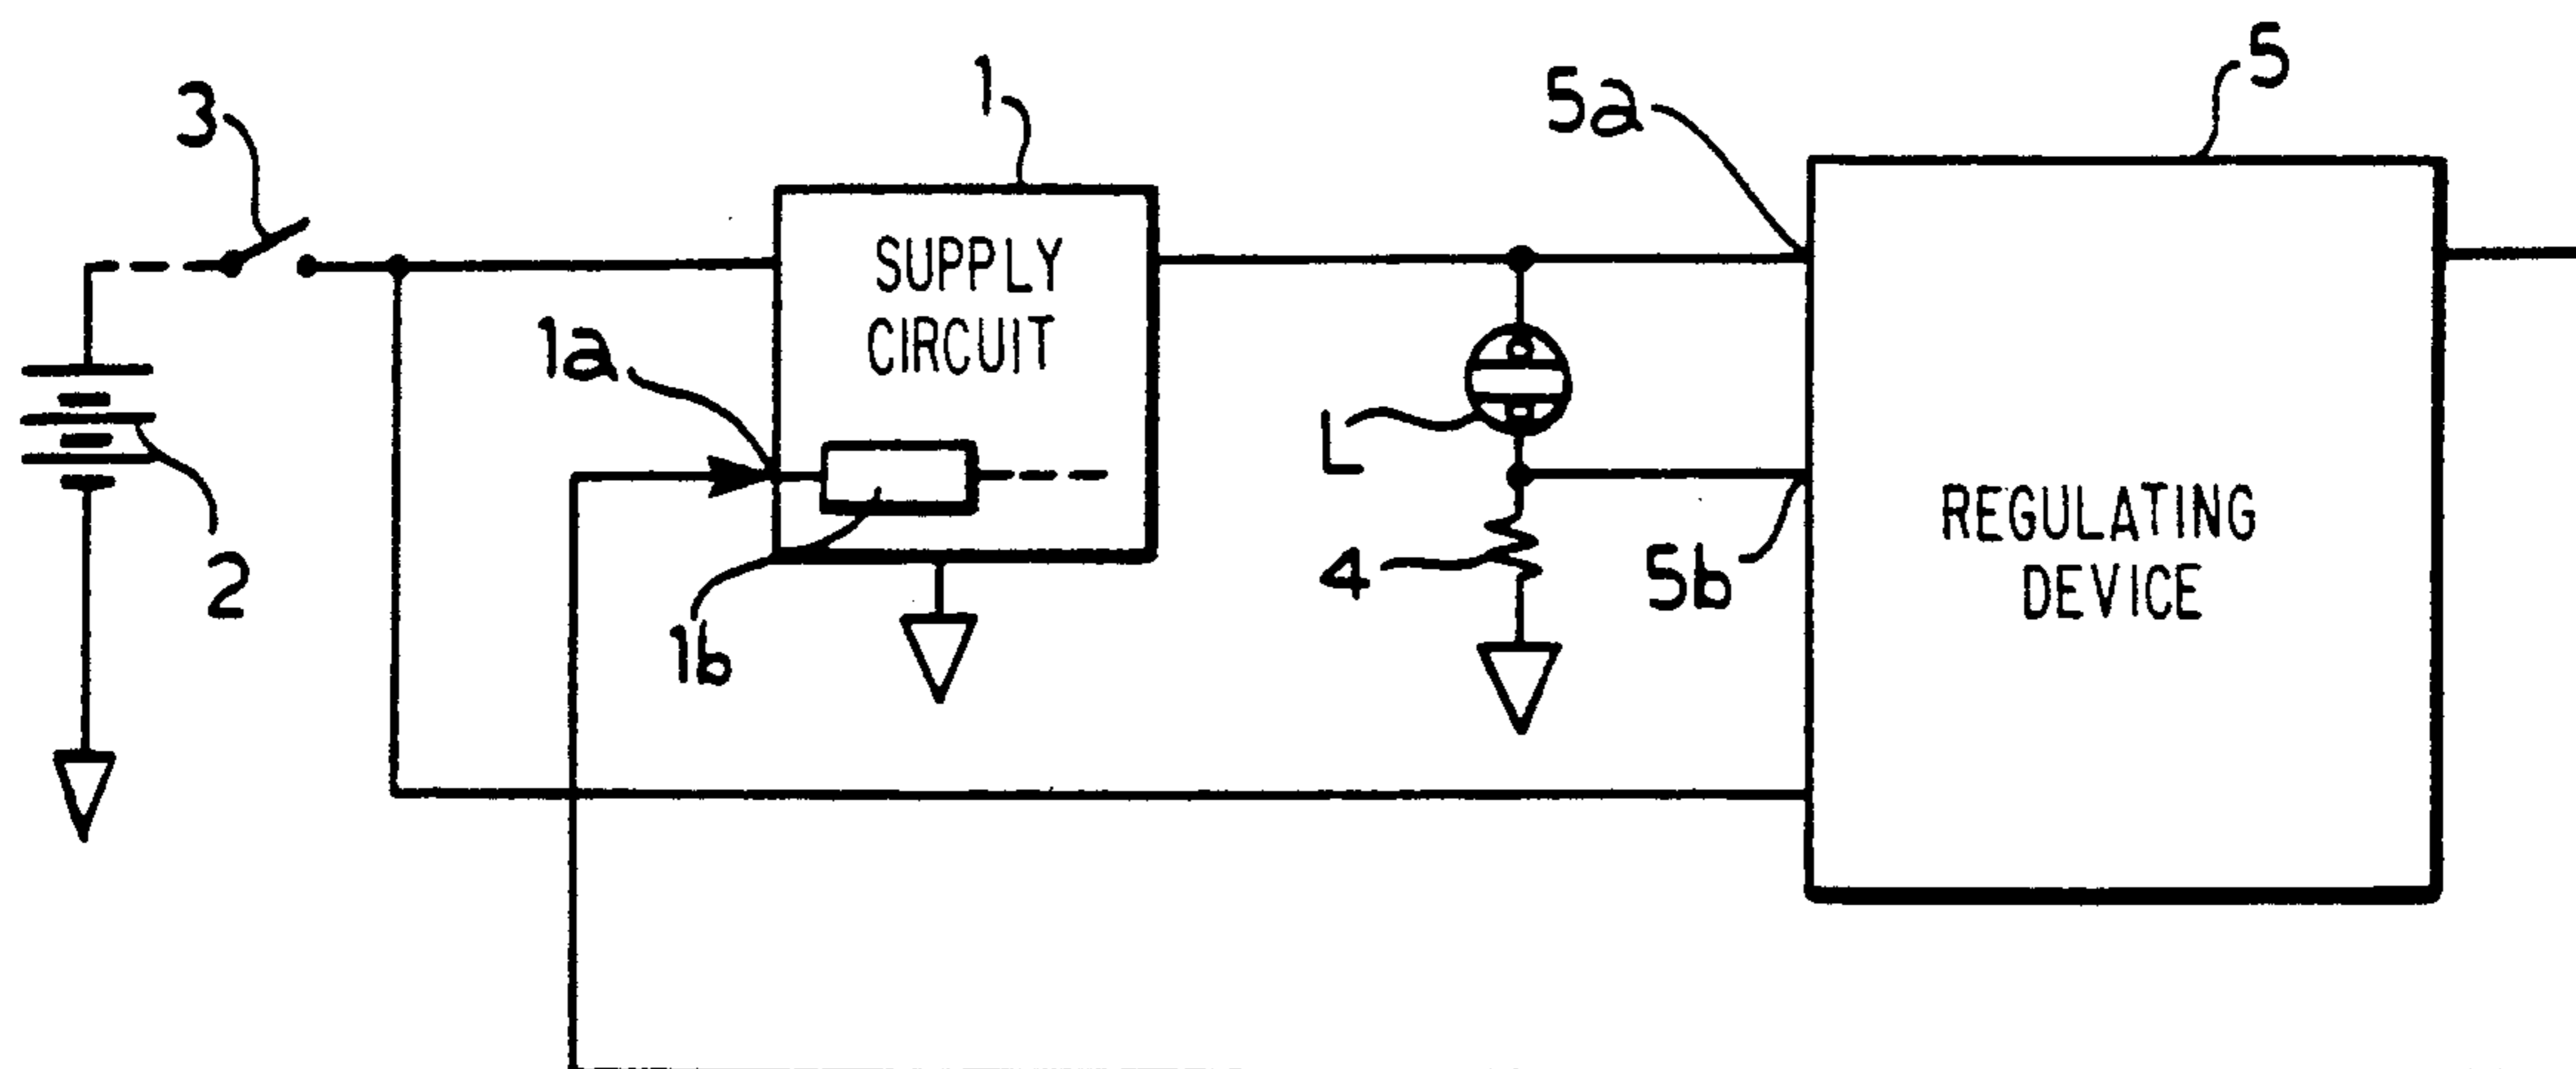 3
1
5a
5
SUPPLY
CIRCUIT
1a
L
2
4
5b
1b
REGULATING
DEVICE